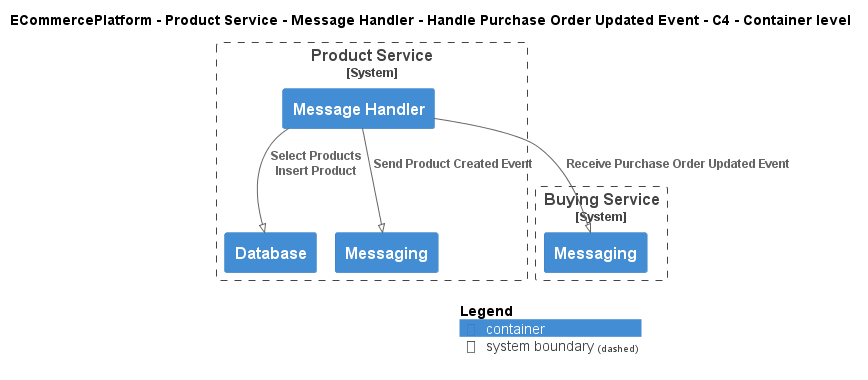 ECommercePlatform - Product Service - Message Handler - Handle Purchase Order Updated Event - C4 - Container level
Product Service
[System]
Message Handler
Select Products
Insert Product
Send Product Created Event
Receive Purchase Order Updated Event
Buying Service
[System]
Database
Messaging
Messaging
Legend
container
system boundary (dashed)